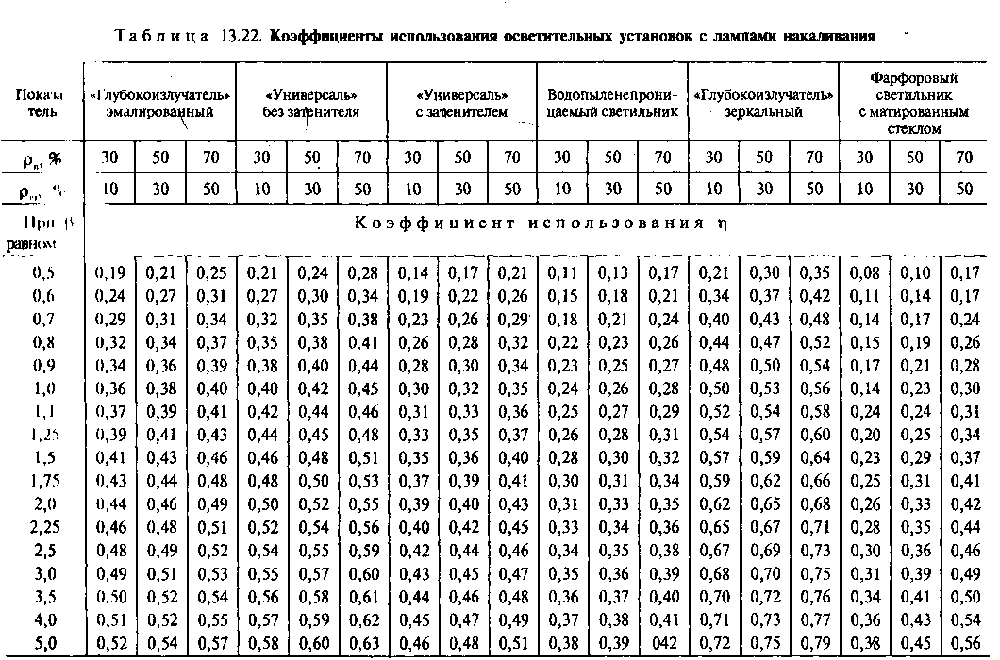 Таблица 13.22. Коэффициенты использования осветительных установок с лампами накаливания
Показатель «Глубокоизлучатель» эмалированный «Универсаль» без затенителя «Универсаль» с затенителем Водопыленепроницаемый светильник «Глубокоизлучатель» зеркальный Фарфоровый светильник с матированным стеклом
ρп, % 30 50 70 30 50 70 30 50 70 30 50 70 30 50 70 30 50 70
10 30 50 10 30 50 10 30 50 10 30 50 10 30 50 10 30 50
При β равном Коэффициент использования η
0,5 0,19 0,21 0,25 0,21 0,24 0,28 0,14 0,17 0,21 0,11 0,13 0,17 0,21 0,30 0,35 0,08 0,10 0,17
0,6 0,24 0,27 0,31 0,27 0,30 0,34 0,19 0,22 0,26 0,15 0,18 0,21 0,34 0,37 0,42 0,11 0,14 0,17
0,7 0,29 0,31 0,34 0,32 0,35 0,38 0,23 0,26 0,29 0,18 0,21 0,24 0,40 0,43 0,48 0,14 0,17 0,24
0,8 0,32 0,34 0,37 0,35 0,38 0,41 0,26 0,28 0,32 0,22 0,23 0,26 0,44 0,47 0,52 0,15 0,19 0,26
0,9 0,34 0,36 0,39 0,38 0,40 0,44 0,28 0,30 0,34 0,23 0,25 0,27 0,48 0,50 0,54 0,17 0,21 0,28
1,0 0,36 0,38 0,40 0,40 0,42 0,45 0,30 0,32 0,35 0,24 0,26 0,28 0,50 0,53 0,56 0,14 0,23 0,30
1,1 0,37 0,39 0,41 0,42 0,44 0,46 0,31 0,33 0,36 0,25 0,27 0,29 0,52 0,54 0,58 0,24 0,24 0,31
1,25 0,39 0,41 0,43 0,44 0,45 0,48 0,33 0,35 0,37 0,26 0,28 0,31 0,54 0,57 0,60 0,20 0,25 0,34
1,5 0,41 0,43 0,46 0,46 0,48 0,51 0,35 0,36 0,40 0,28 0,30 0,32 0,57 0,59 0,64 0,23 0,29 0,37
1,75 0,43 0,44 0,48 0,48 0,50 0,53 0,37 0,39 0,41 0,30 0,31 0,34 0,59 0,62 0,66 0,25 0,31 0,41
2,0 0,44 0,46 0,49 0,50 0,52 0,55 0,39 0,40 0,43 0,31 0,33 0,35 0,62 0,65 0,68 0,26 0,33 0,42
2,25 0,46 0,48 0,51 0,52 0,54 0,56 0,40 0,42 0,45 0,33 0,34 0,36 0,65 0,67 0,71 0,28 0,35 0,44
2,5 0,48 0,49 0,52 0,54 0,55 0,59 0,42 0,44 0,46 0,34 0,35 0,38 0,67 0,69 0,73 0,30 0,36 0,46
3,0 0,49 0,51 0,53 0,55 0,57 0,60 0,43 0,45 0,47 0,35 0,36 0,39 0,68 0,70 0,75 0,31 0,39 0,49
3,5 0,50 0,52 0,54 0,56 0,58 0,61 0,44 0,46 0,48 0,36 0,37 0,40 0,70 0,72 0,76 0,34 0,41 0,50
4,0 0,51 0,52 0,55 0,57 0,59 0,62 0,45 0,47 0,49 0,37 0,38 0,41 0,71 0,73 0,77 0,36 0,43 0,54
5,0 0,52 0,54 0,57 0,58 0,60 0,63 0,46 0,48 0,51 0,38 0,39 042 0,72 0,75 0,79 0,38 0,45 0,56